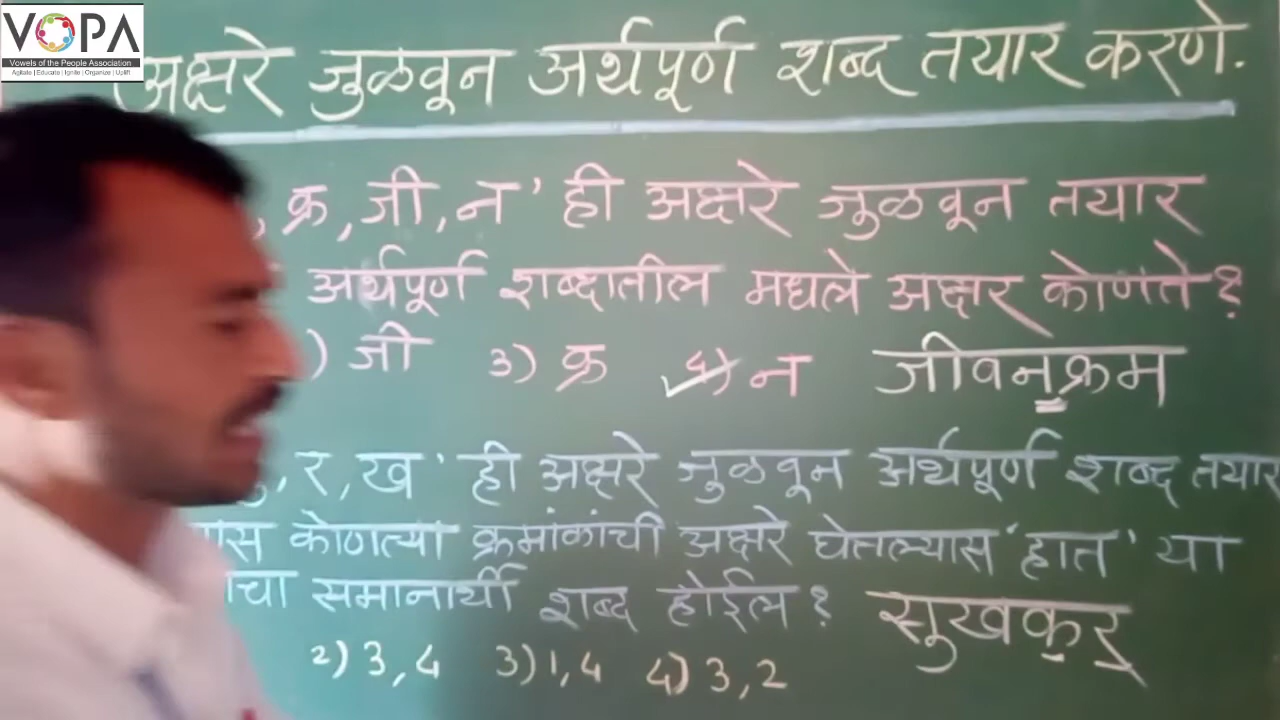 VOPA
Vowels of the People Association
Agitate | Educate | Ignite | Organize | Uplift
अक्षरे जुळवून अर्थपूर्ण शब्द तयार करणे.
, क्र, जी, न' ही अक्षरे जुळवून तयार
अर्थपूर्ण शब्दातील मधले अक्षर कोणते?
) जी 3) क्र 4) न जीवनक्रम
, र, ख' ही अक्षरे जुळवून अर्थपूर्ण शब्द तयार
कोणत्या क्रमांकांची अक्षरे घेतल्यास 'हात' या
समानार्थी शब्द होईल? सुखकर
2) 3, 4 3) 1, 4 4) 3, 2